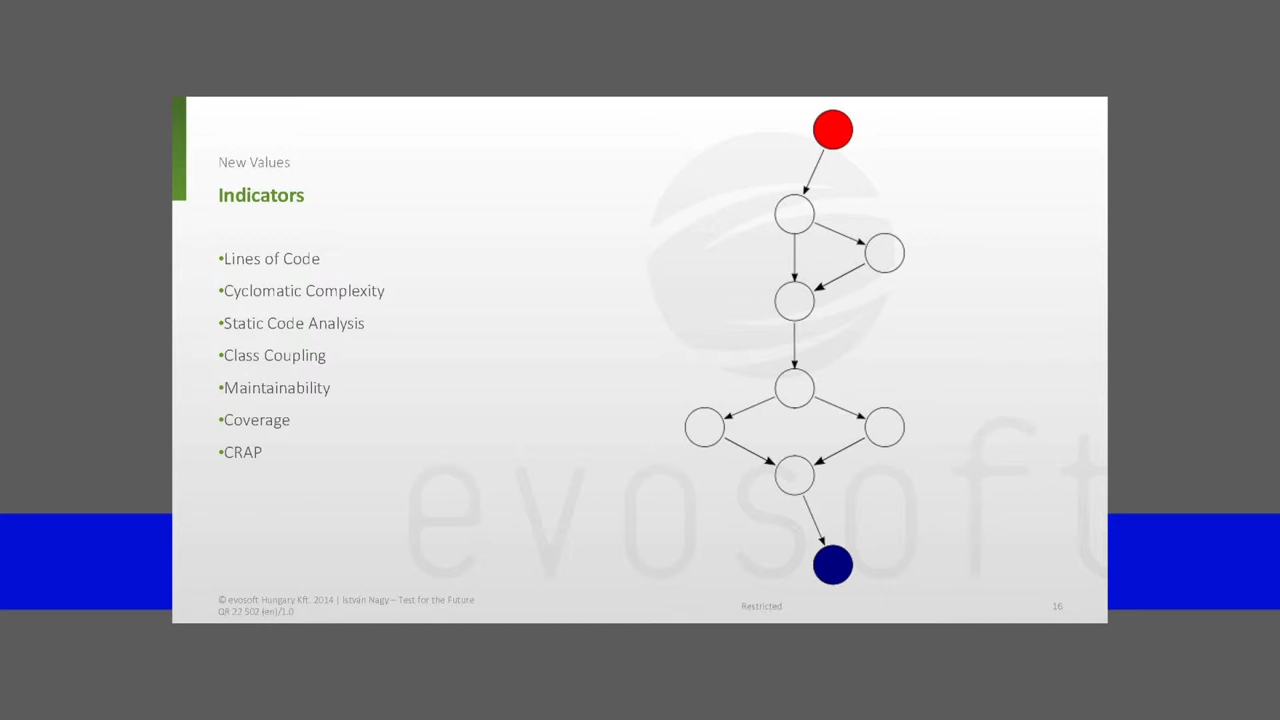 New Values
Indicators
•Lines of Code
•Cyclomatic Complexity
•Static Code Analysis
•Class Coupling
•Maintainability
•Coverage
•CRAP
evosoft
© evosoft Hungary Kft. 2014 | István Nagy – Test for the Future
QR 22 502 (en)/1.0
Restricted
16